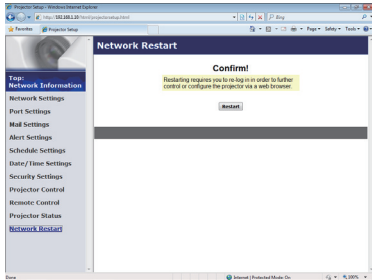 Projector Setup - Windows Internet Explorer
http://192.168.1.10/html/projectorsetup.html
Bing
Favorites
Projector Setup
Page
Safety
Tools
Network Restart
Top:
Network Information
Network Settings
Port Settings
Mail Settings
Alert Settings
Schedule Settings
Date/Time Settings
Security Settings
Projector Control
Remote Control
Projector Status
Network Restart
Confirm!
Restarting requires you to re-log in in order to further
control or configure the projector via a web browser.
Restart
Done
Internet | Protected Mode: On
100%